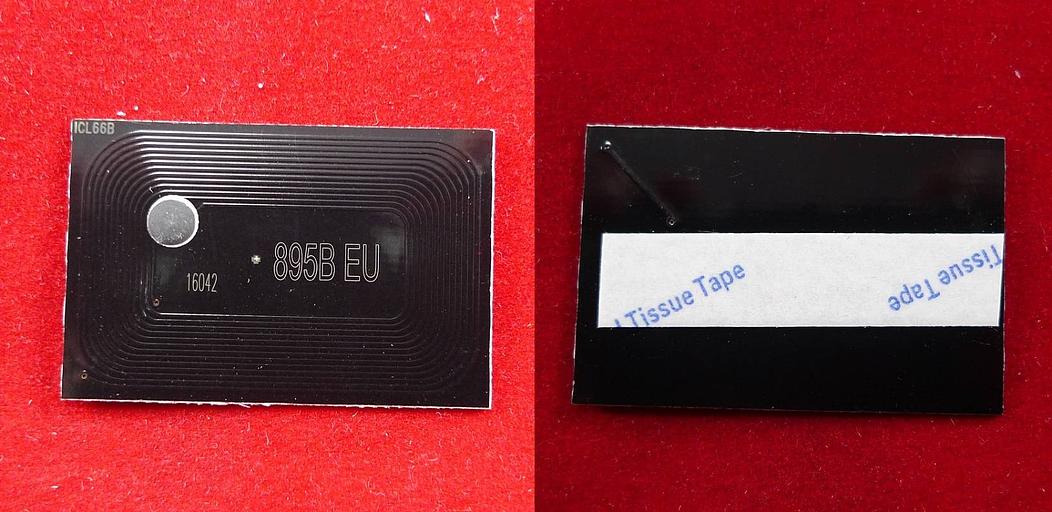 ICL66B
895B EU
16042
Tissue Tape
Tissue Tape